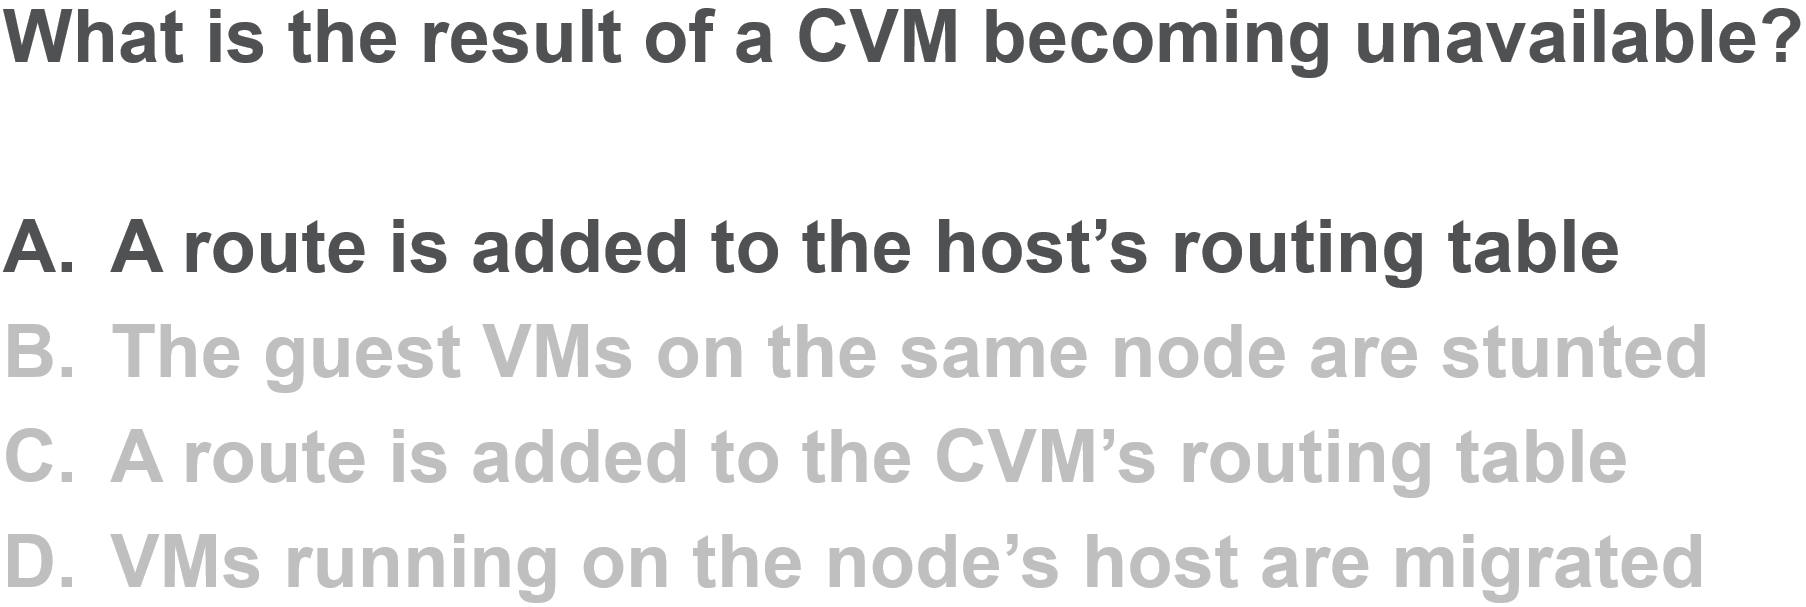 What is the result of a CVM becoming unavailable?
A. A route is added to the host’s routing table
B. The guest VMs on the same node are stunted
C. A route is added to the CVM’s routing table
D. VMs running on the node’s host are migrated